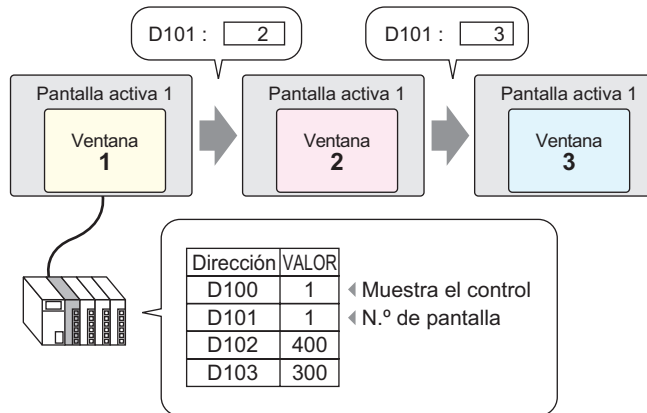 D101 : 2
D101 : 3
Pantalla activa 1
Ventana
1
Pantalla activa 1
Ventana
2
Pantalla activa 1
Ventana
3
Dirección VALOR
D100 1 Muestra el control
D101 1 N.º de pantalla
D102 400
D103 300